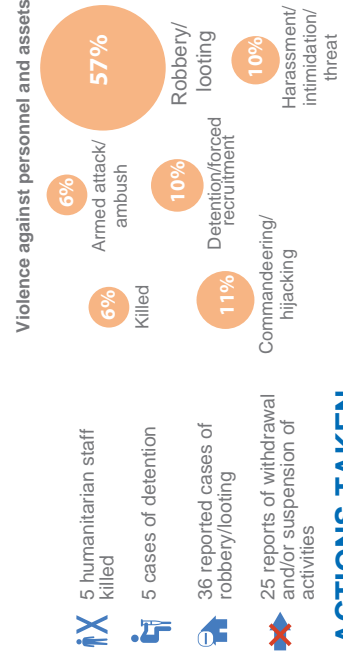 5 humanitarian staff
killed
5 cases of detention
36 reported cases of
robbery/looting
25 reports of withdrawal
and/or suspension of
activities
Violence against personnel and assets
6%
Killed
6%
Armed attack/
ambush
57%
Robbery/
looting
11%
Commandeering/
hijacking
10%
Detention/forced
recruitment
10%
Harassment/
intimidation/
threat
ACTIONS TAKEN